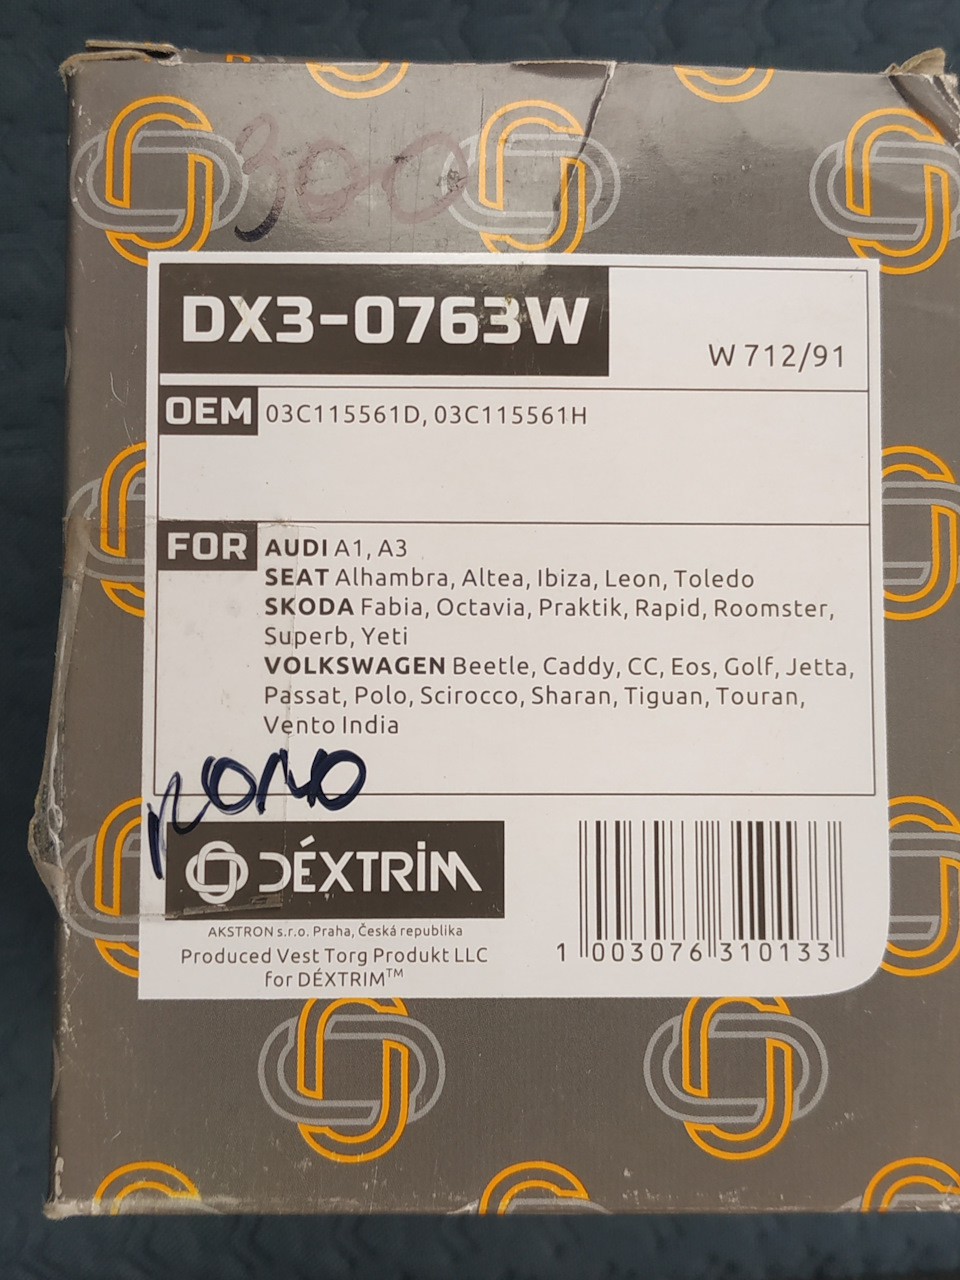 300
DX3-0763W
W 712/91
OEM 03C115561D, 03C115561H
FOR AUDI A1, A3
SEAT Alhambra, Altea, Ibiza, Leon, Toledo
SKODA Fabia, Octavia, Praktik, Rapid, Roomster,
Superb, Yeti
VOLKSWAGEN Beetle, Caddy, CC, Eos, Golf, Jetta,
Passat, Polo, Scirocco, Sharan, Tiguan, Touran,
Vento India
DÉXTRIM
AKSTRON s.r.o. Praha, Česká republika
Produced Vest Torg Produkt LLC
for DÉXTRIM™
1 003076 310133